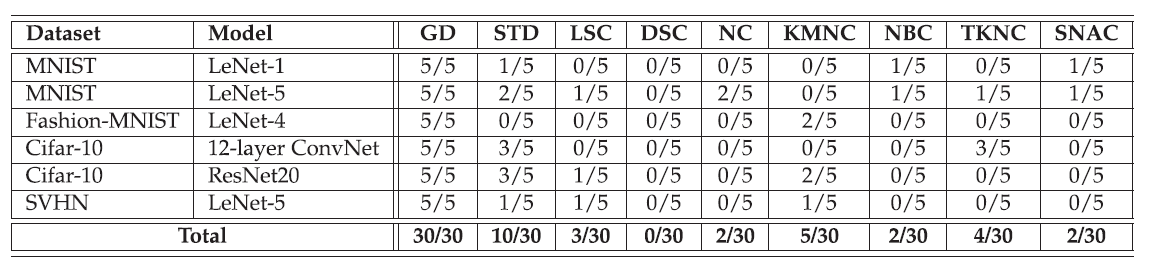 Dataset Model GD STD LSC DSC NC KMNC NBC TKNC SNAC
MNIST LeNet-1 5/5 1/5 0/5 0/5 0/5 0/5 1/5 0/5 1/5
MNIST LeNet-5 5/5 2/5 1/5 0/5 2/5 0/5 1/5 1/5 1/5
Fashion-MNIST LeNet-4 5/5 0/5 0/5 0/5 0/5 2/5 0/5 0/5 0/5
Cifar-10 12-layer ConvNet 5/5 3/5 0/5 0/5 0/5 0/5 0/5 3/5 0/5
Cifar-10 ResNet20 5/5 3/5 1/5 0/5 0/5 2/5 0/5 0/5 0/5
SVHN LeNet-5 5/5 1/5 1/5 0/5 0/5 1/5 0/5 0/5 0/5
Total 30/30 10/30 3/30 0/30 2/30 5/30 2/30 4/30 2/30